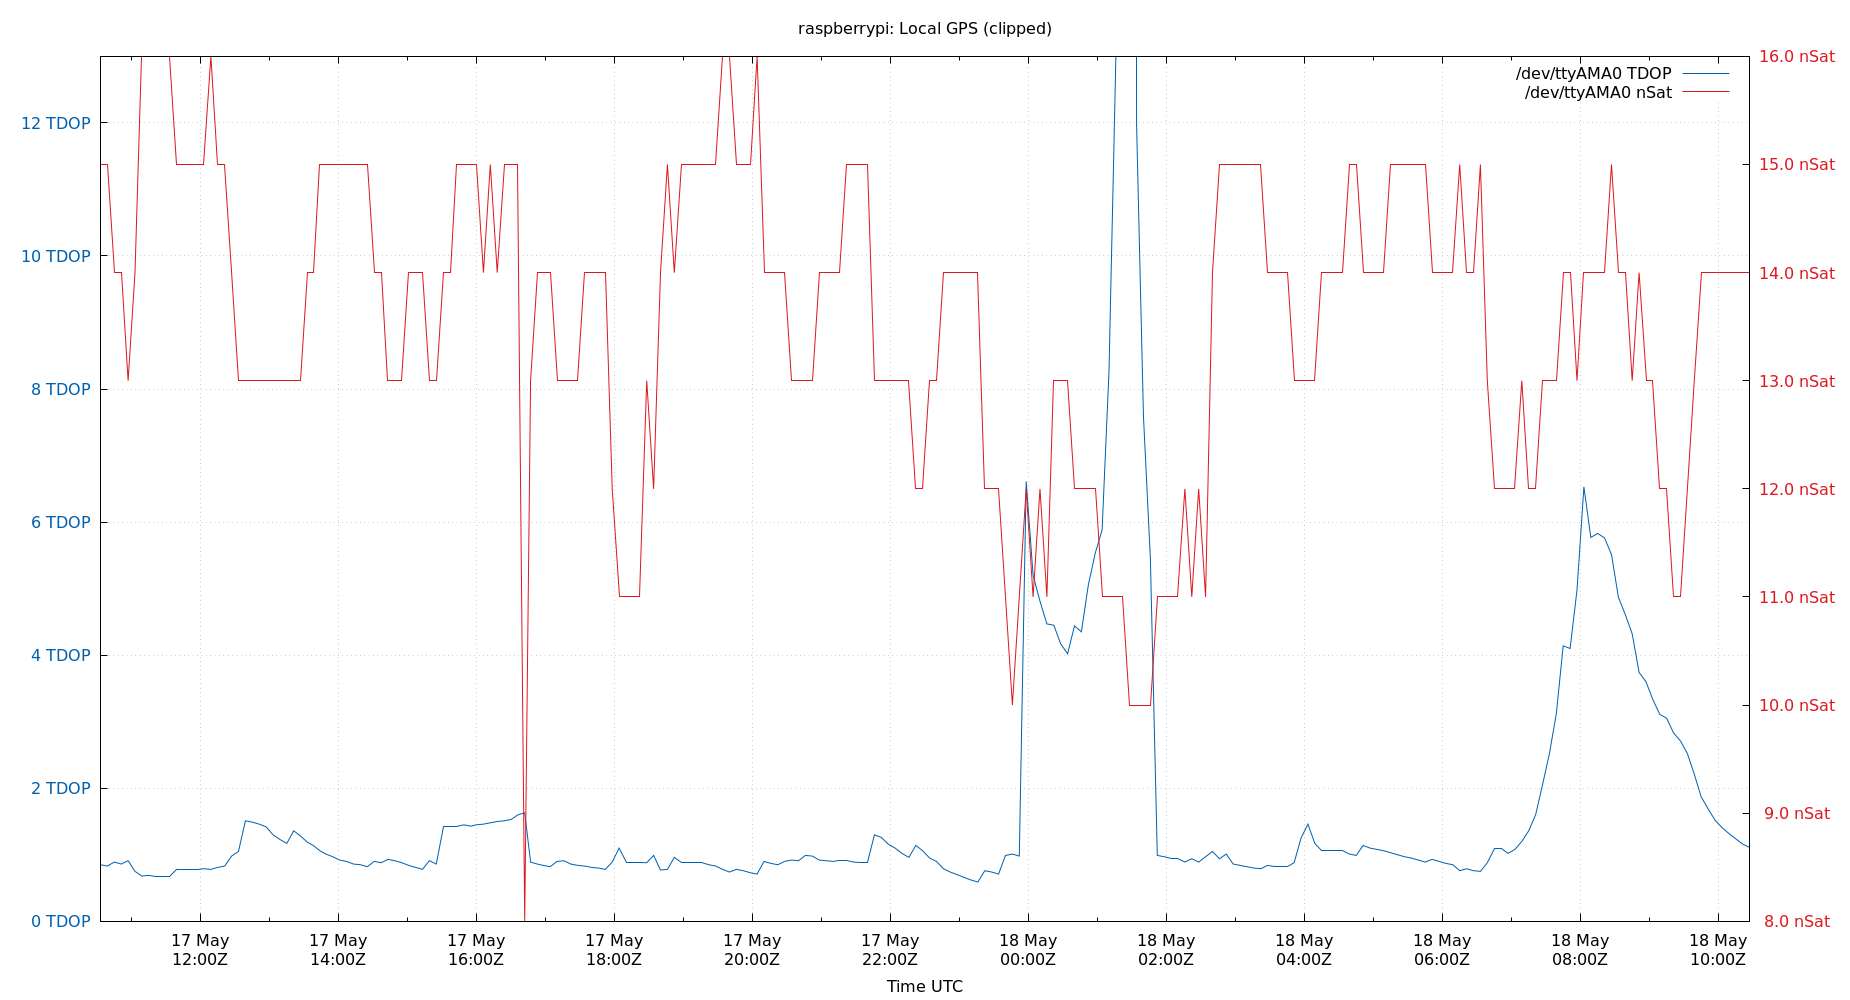 raspberrypi: Local GPS (clipped)
/dev/ttyAMA0 TDOP
/dev/ttyAMA0 nSat
12 TDOP
10 TDOP
8 TDOP
6 TDOP
4 TDOP
2 TDOP
0 TDOP
16.0 nSat
15.0 nSat
14.0 nSat
13.0 nSat
12.0 nSat
11.0 nSat
10.0 nSat
9.0 nSat
8.0 nSat
17 May
12:00Z
17 May
14:00Z
17 May
16:00Z
17 May
18:00Z
17 May
20:00Z
17 May
22:00Z
18 May
00:00Z
18 May
02:00Z
18 May
04:00Z
18 May
06:00Z
18 May
08:00Z
18 May
10:00Z
Time UTC